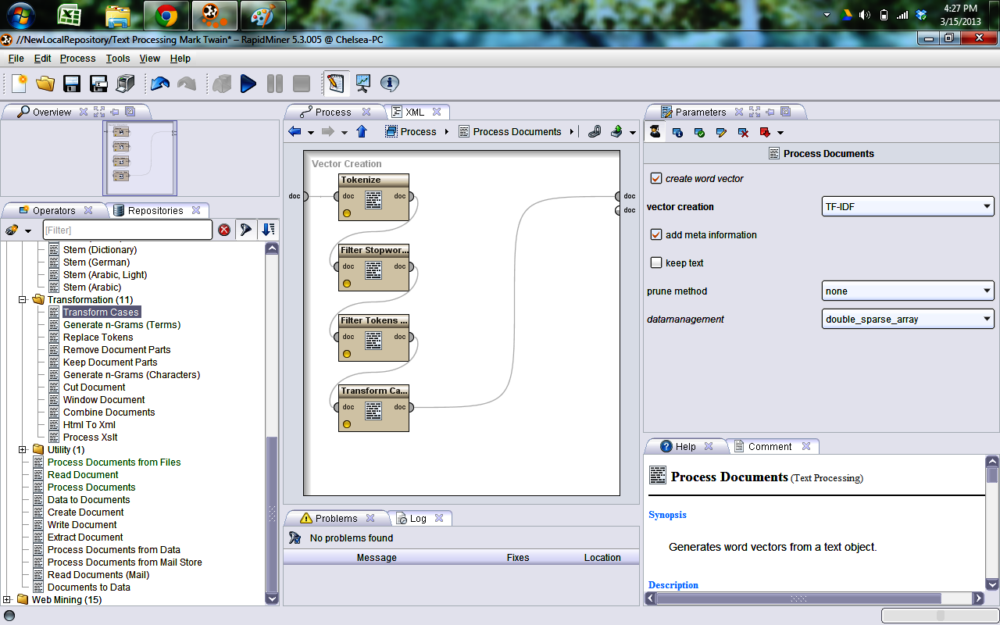 4:27 PM
3/15/2013
//NewLocalRepository/Text Processing Mark Twain* – RapidMiner 5.3.005 @ Chelsea-PC
File Edit Process Tools View Help
Overview
Operators Repositories
[Filter]
Stem (Dictionary)
Stem (German)
Stem (Arabic, Light)
Stem (Arabic)
Transformation (11)
Transform Cases
Generate n-Grams (Terms)
Replace Tokens
Remove Document Parts
Keep Document Parts
Generate n-Grams (Characters)
Cut Document
Window Document
Combine Documents
Html To Xml
Process Xslt
Utility (1)
Process Documents from Files
Read Document
Process Documents
Data to Documents
Create Document
Write Document
Extract Document
Process Documents from Data
Process Documents from Mail Store
Read Documents (Mail)
Documents to Data
Web Mining (15)
Process XML
Process Process Documents
Vector Creation
Tokenize
doc doc doc doc
doc
Filter Stopwor...
doc doc
Filter Tokens ...
doc doc
Transform Ca...
doc doc
Problems Log
No problems found
Message Fixes Location
Parameters
Process Documents
create word vector
vector creation TF-IDF
add meta information
keep text
prune method none
datamanagement double_sparse_array
Help Comment
Process Documents (Text Processing)
Synopsis
Generates word vectors from a text object.
Description